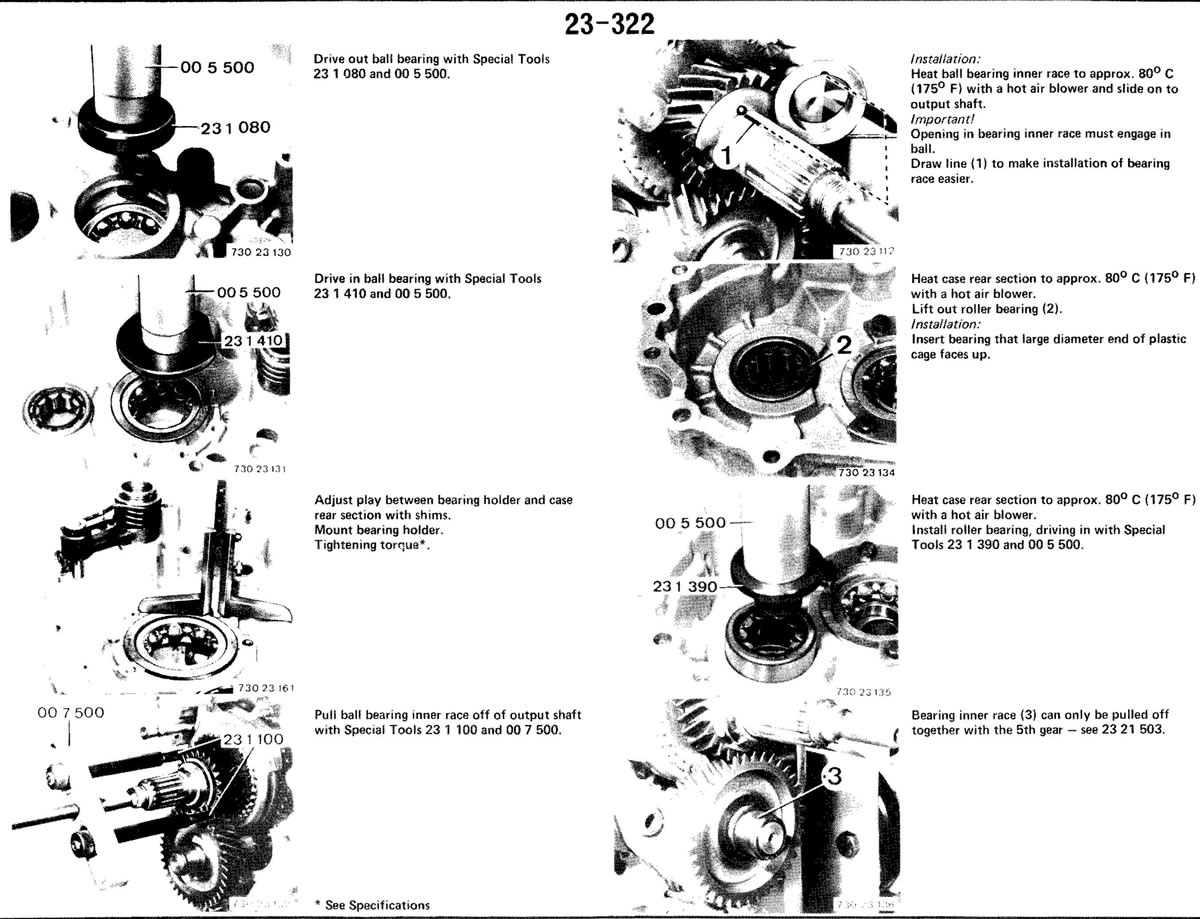 23-322
00 5 500
23 1 080
730 23 130
Drive out ball bearing with Special Tools
23 1 080 and 00 5 500.
00 5 500
23 1 410
730 23 131
Drive in ball bearing with Special Tools
23 1 410 and 00 5 500.
730 23 161
Adjust play between bearing holder and case
rear section with shims.
Mount bearing holder.
Tightening torque*.
00 7 500
23 1 100
Pull ball bearing inner race off of output shaft
with Special Tools 23 1 100 and 00 7 500.
* See Specifications
1
730 23 112
Installation:
Heat ball bearing inner race to approx. 80° C
(175° F) with a hot air blower and slide on to
output shaft.
Important!
Opening in bearing inner race must engage in
ball.
Draw line (1) to make installation of bearing
race easier.
2
730 23 134
Heat case rear section to approx. 80° C (175° F)
with a hot air blower.
Lift out roller bearing (2).
Installation:
Insert bearing that large diameter end of plastic
cage faces up.
00 5 500
23 1 390
730 23 135
Heat case rear section to approx. 80° C (175° F)
with a hot air blower.
Install roller bearing, driving in with Special
Tools 23 1 390 and 00 5 500.
3
730 23 136
Bearing inner race (3) can only be pulled off
together with the 5th gear — see 23 21 503.